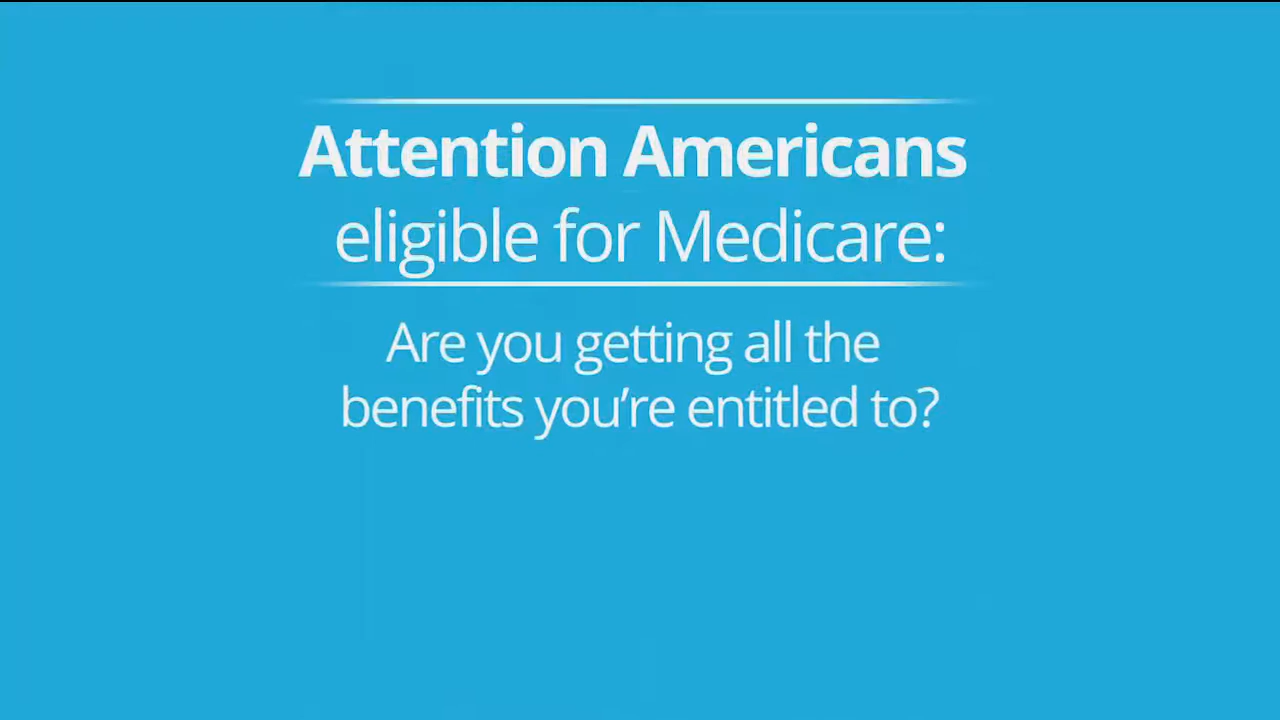 Attention Americans
eligible for Medicare:
Are you getting all the
benefits you're entitled to?